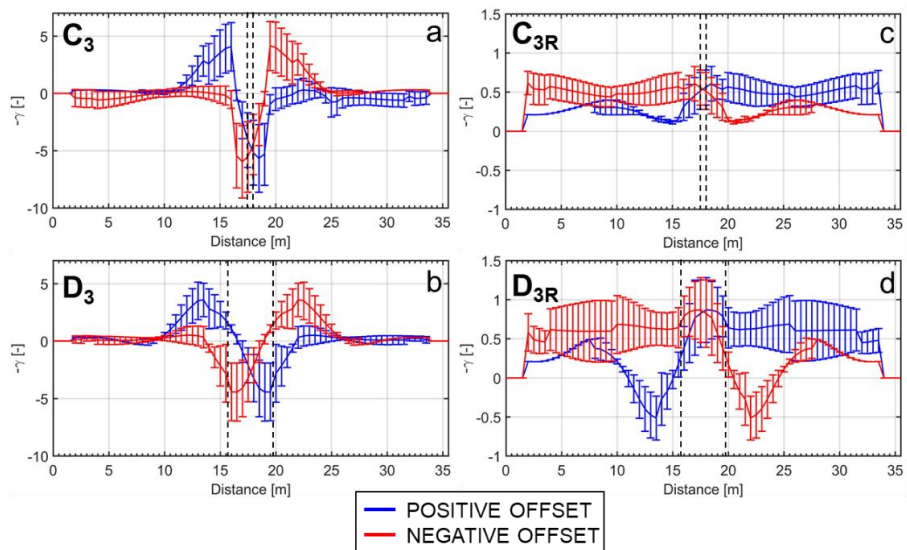 C3
a
5
0
-5
-10
-γ [-]
0 5 10 15 20 25 30 35
Distance [m]
C3R
c
1.5
1
0.5
0
-0.5
-1
-γ [-]
0 5 10 15 20 25 30 35
Distance [m]
D3
b
5
0
-5
-10
-γ [-]
0 5 10 15 20 25 30 35
Distance [m]
D3R
d
1.5
1
0.5
0
-0.5
-1
-γ [-]
0 5 10 15 20 25 30 35
Distance [m]
POSITIVE OFFSET
NEGATIVE OFFSET